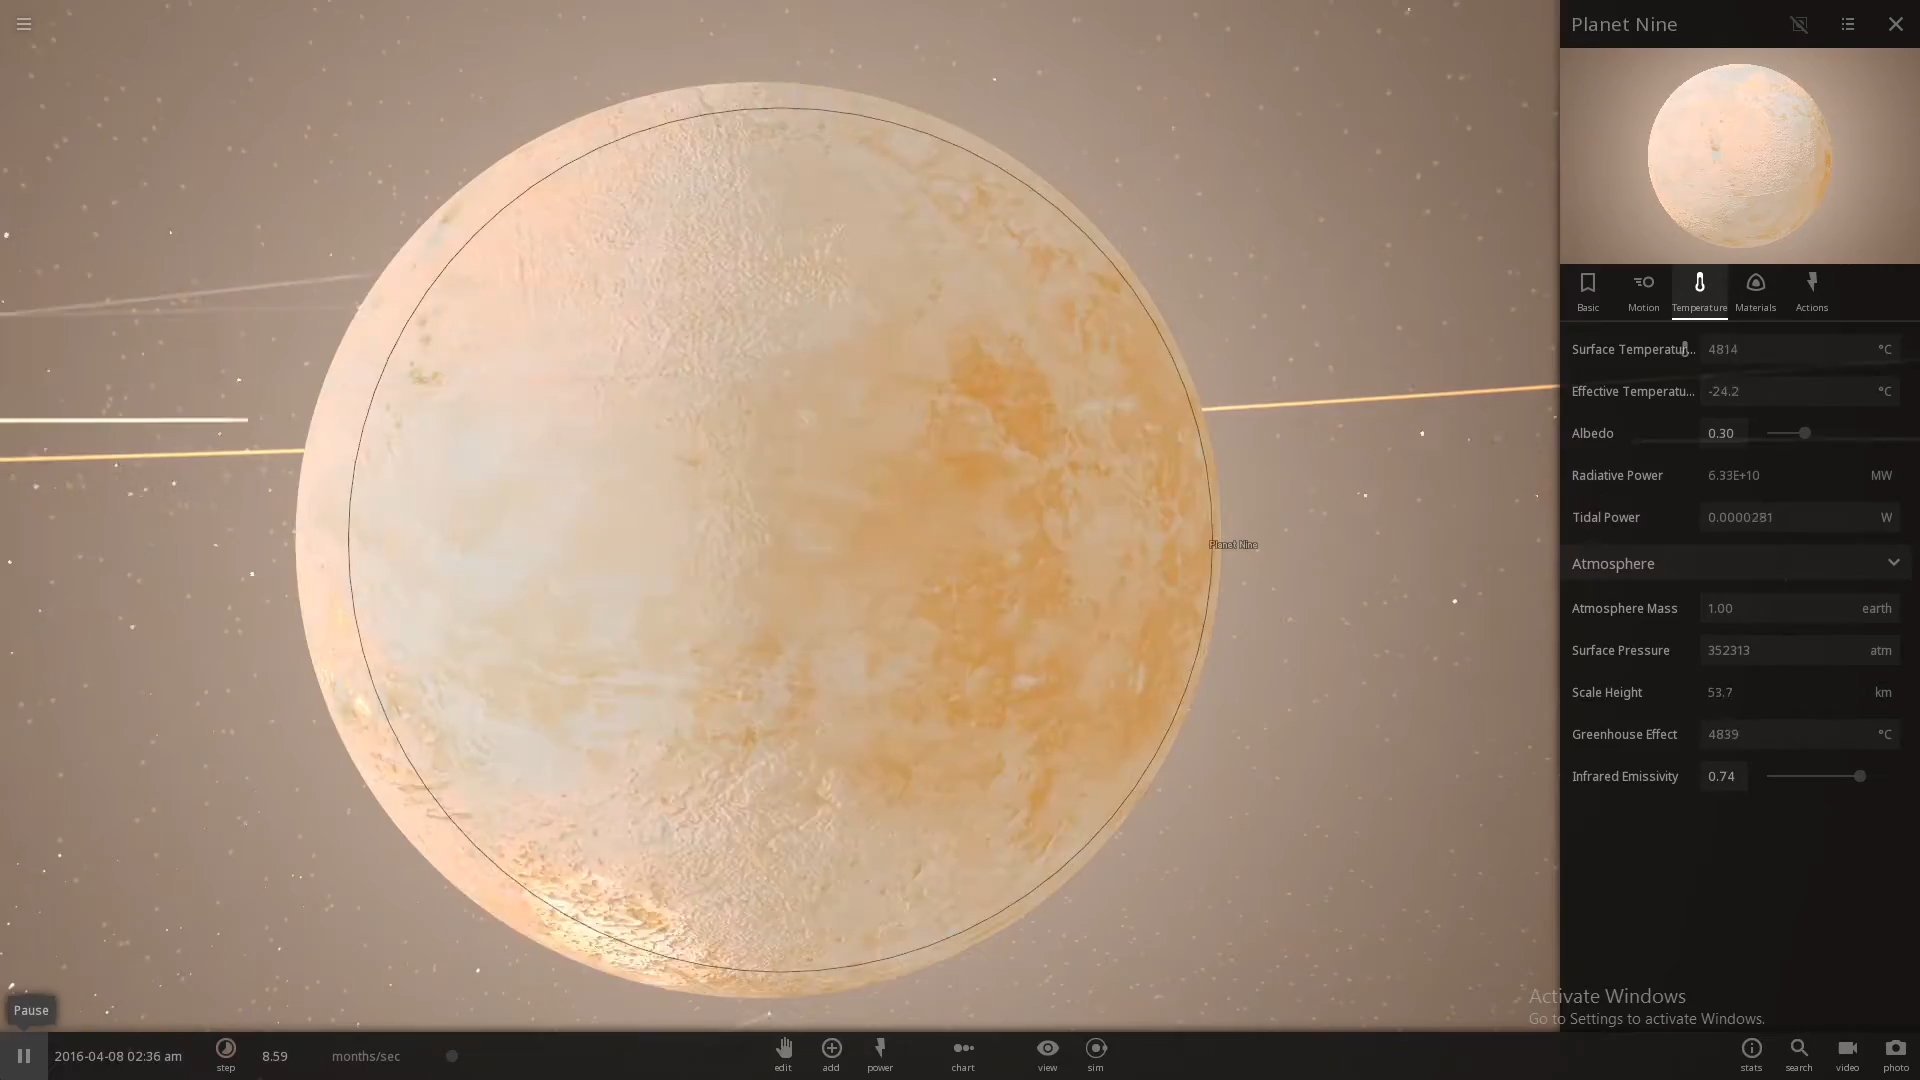 Planet Nine
Basic
Motion
Temperature
Materials
Actions
Surface Temperatur... 4814 °C
Effective Temperatu... -24.2 °C
Albedo 0.30
Radiative Power 6.33E+10 MW
Tidal Power 0.0000281 W
Planet Nine
Atmosphere
Atmosphere Mass 1.00 earth
Surface Pressure 352313 atm
Scale Height 53.7 km
Greenhouse Effect 4839 °C
Infrared Emissivity 0.74
Activate Windows
Go to Settings to activate Windows.
Pause
2016-04-08 02:36 am
step
8.59 months/sec
edit
add
power
chart
view
sim
stats
search
video
photo